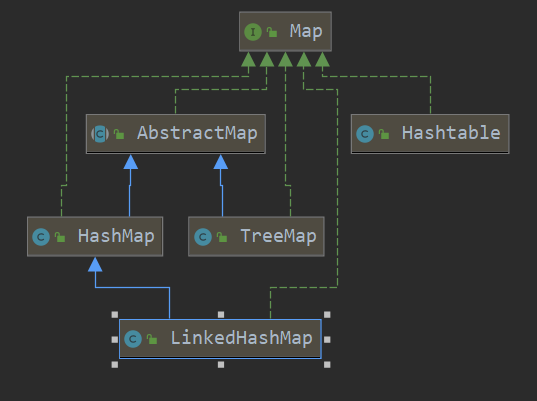 I Map
C AbstractMap
C Hashtable
C HashMap
C TreeMap
C LinkedHashMap